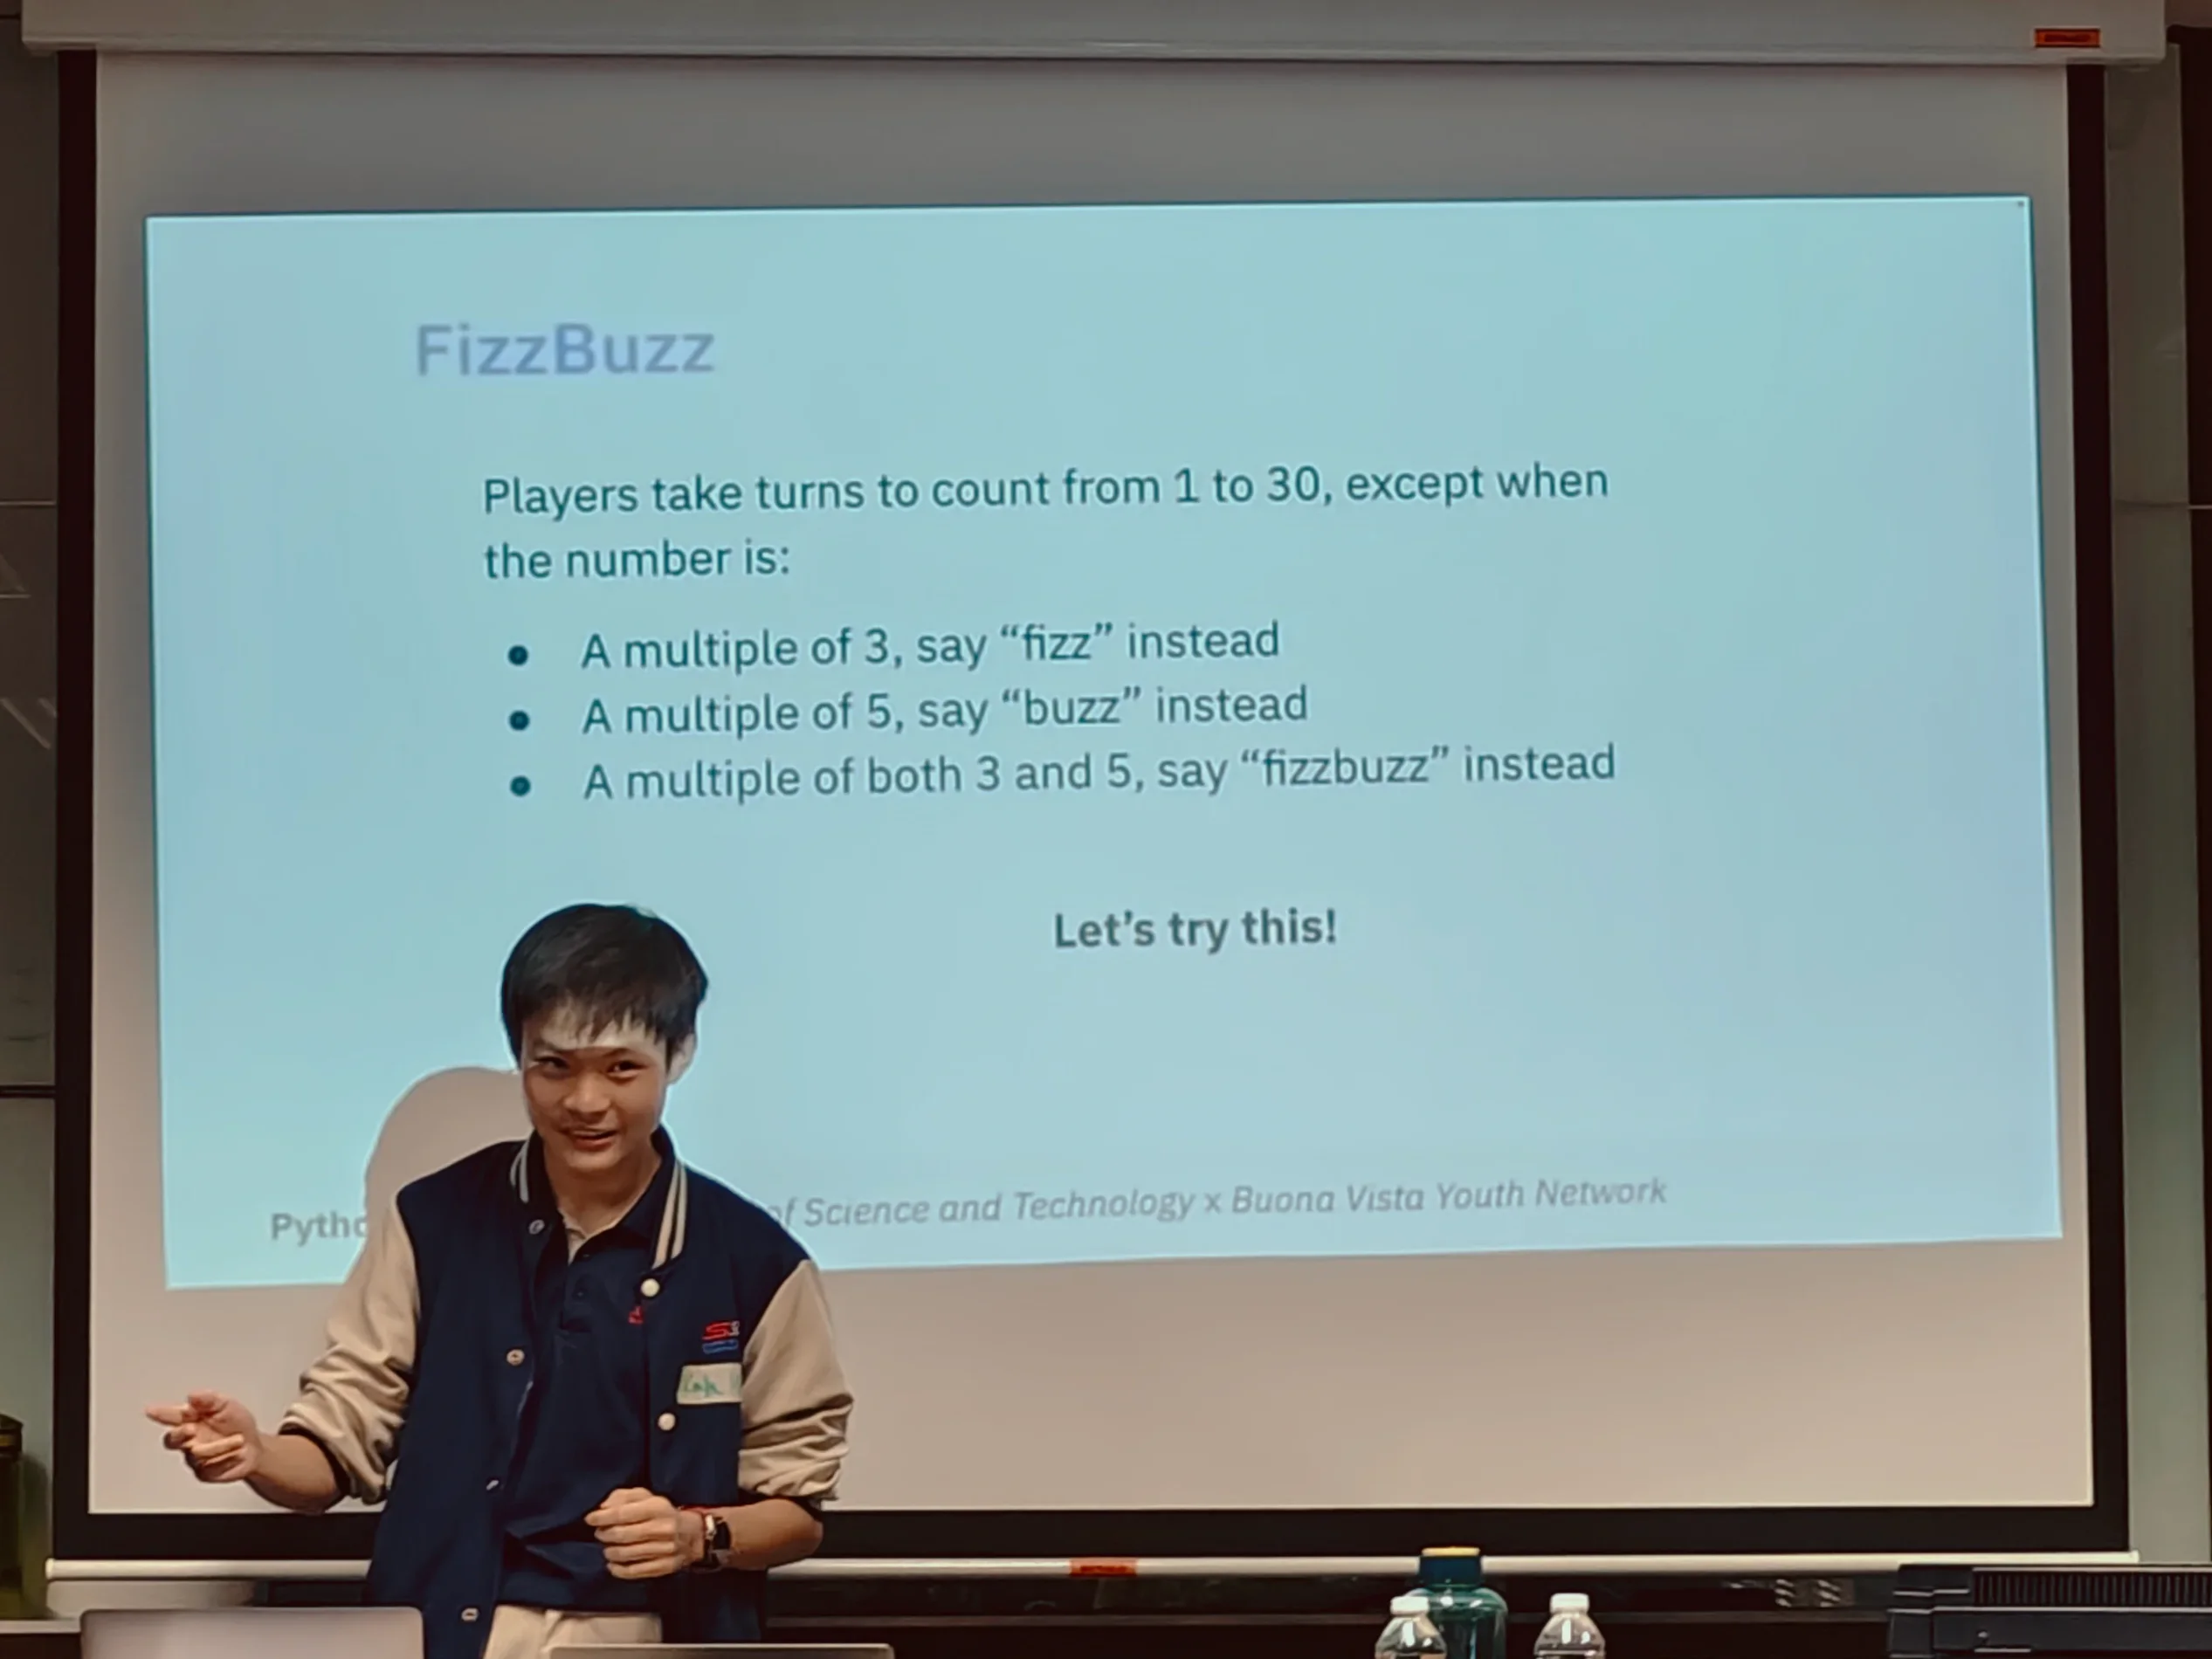 FizzBuzz
Players take turns to count from 1 to 30, except when
the number is:
● A multiple of 3, say “fizz” instead
● A multiple of 5, say “buzz” instead
● A multiple of both 3 and 5, say “fizzbuzz” instead
Let’s try this!
of Science and Technology x Buona Vista Youth Network